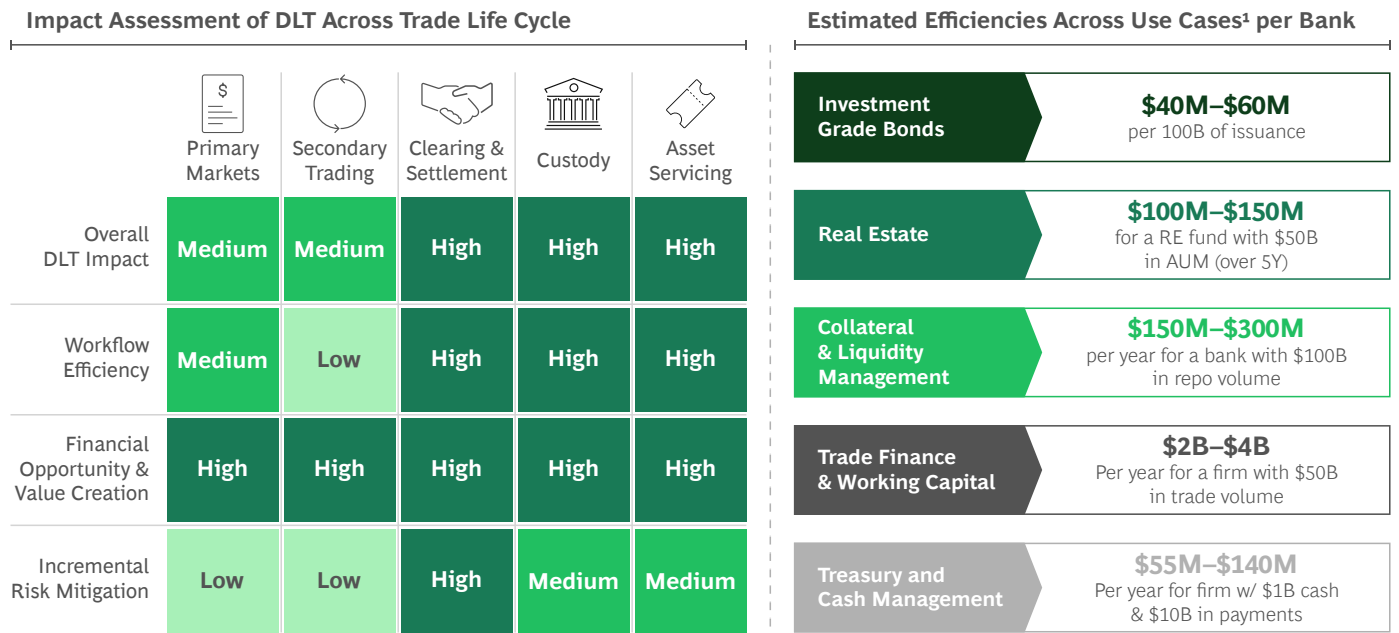 Impact Assessment of DLT Across Trade Life Cycle
$
Primary
Markets
Secondary
Trading
Clearing &
Settlement
Custody
Asset
Servicing
Overall
DLT Impact
Medium
Medium
High
High
High
Workflow
Efficiency
Medium
Low
High
High
High
Financial
Opportunity &
Value Creation
High
High
High
High
High
Incremental
Risk Mitigation
Low
Low
High
Medium
Medium
Estimated Efficiencies Across Use Cases¹ per Bank
Investment
Grade Bonds
$40M–$60M
per 100B of issuance
Real Estate
$100M–$150M
for a RE fund with $50B
in AUM (over 5Y)
Collateral
& Liquidity
Management
$150M–$300M
per year for a bank with $100B
in repo volume
Trade Finance
& Working Capital
$2B–$4B
Per year for a firm with $50B
in trade volume
Treasury and
Cash Management
$55M–$140M
Per year for firm w/ $1B cash
& $10B in payments